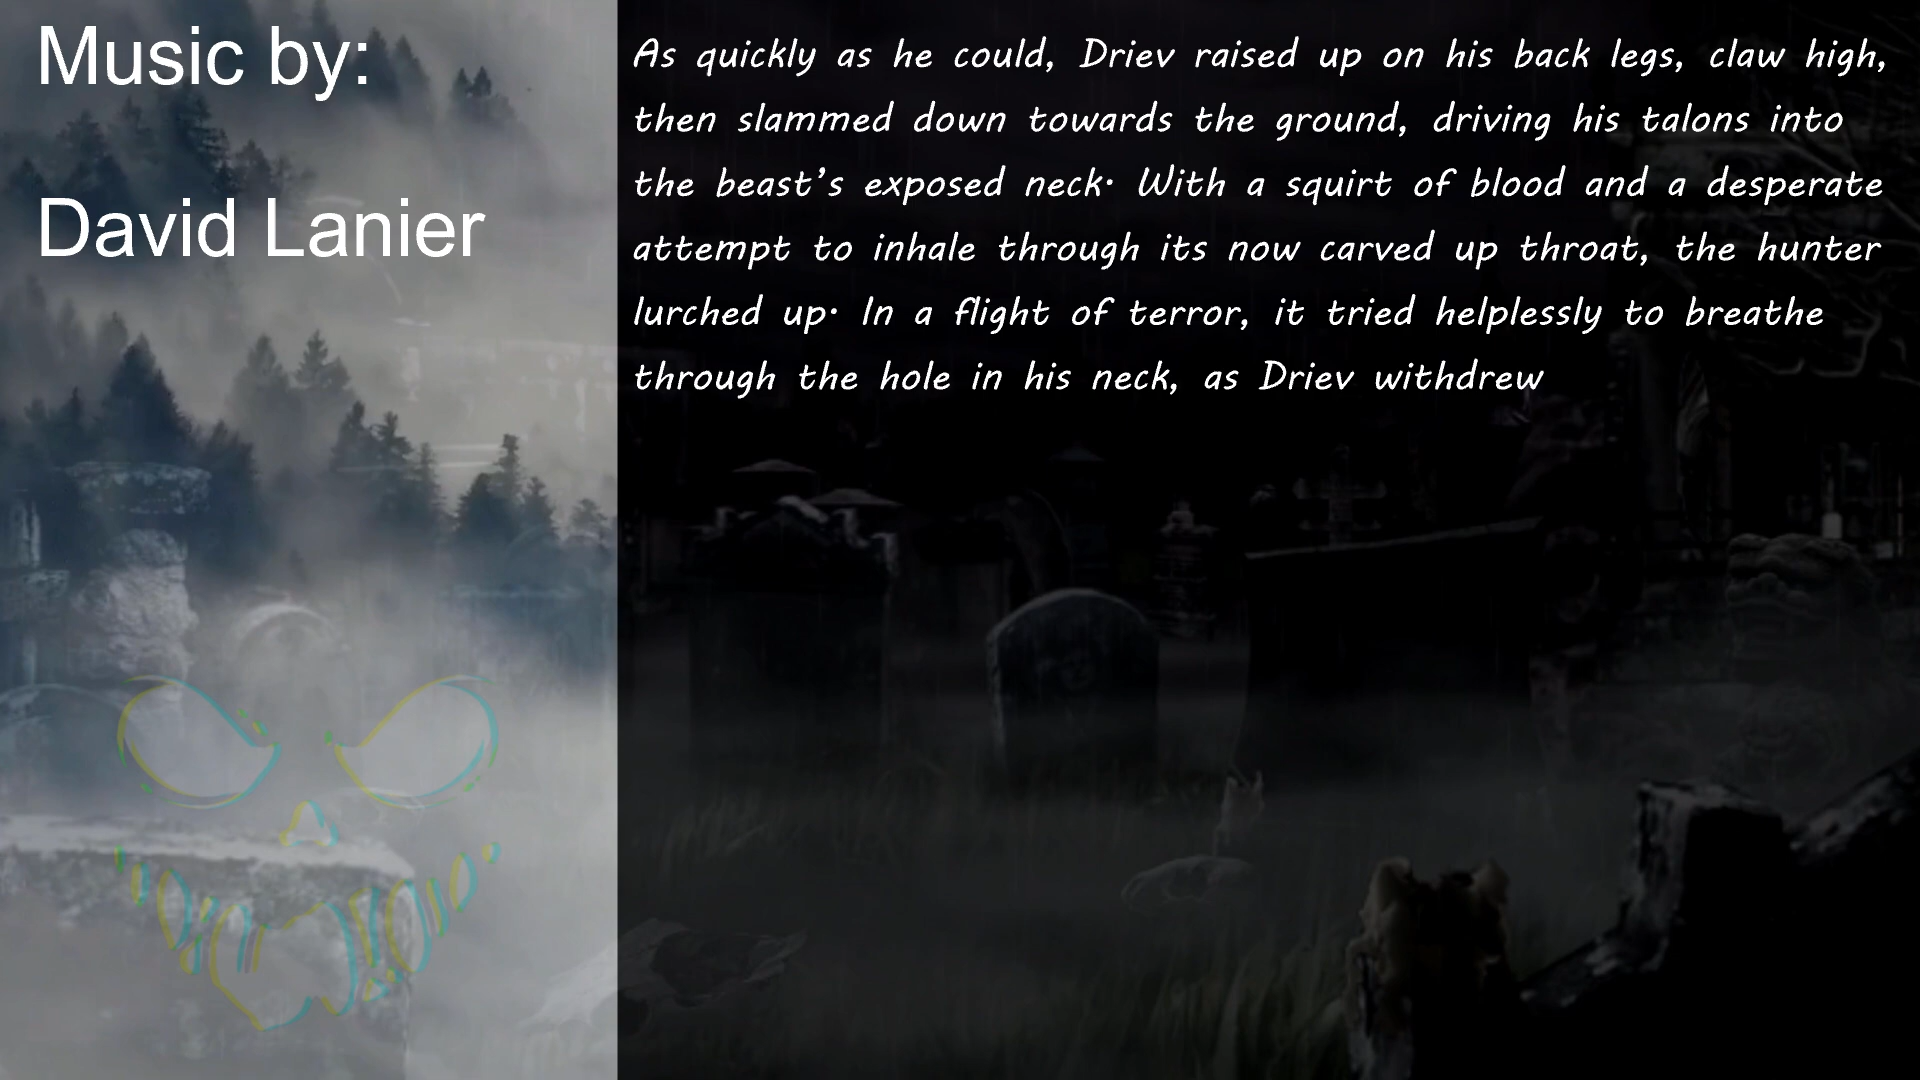 Music by:
David Lanier
As quickly as he could, Driev raised up on his back legs, claw high,
then slammed down towards the ground, driving his talons into
the beast’s exposed neck· With a squirt of blood and a desperate
attempt to inhale through its now carved up throat, the hunter
lurched up· In a flight of terror, it tried helplessly to breathe
through the hole in his neck, as Driev withdrew